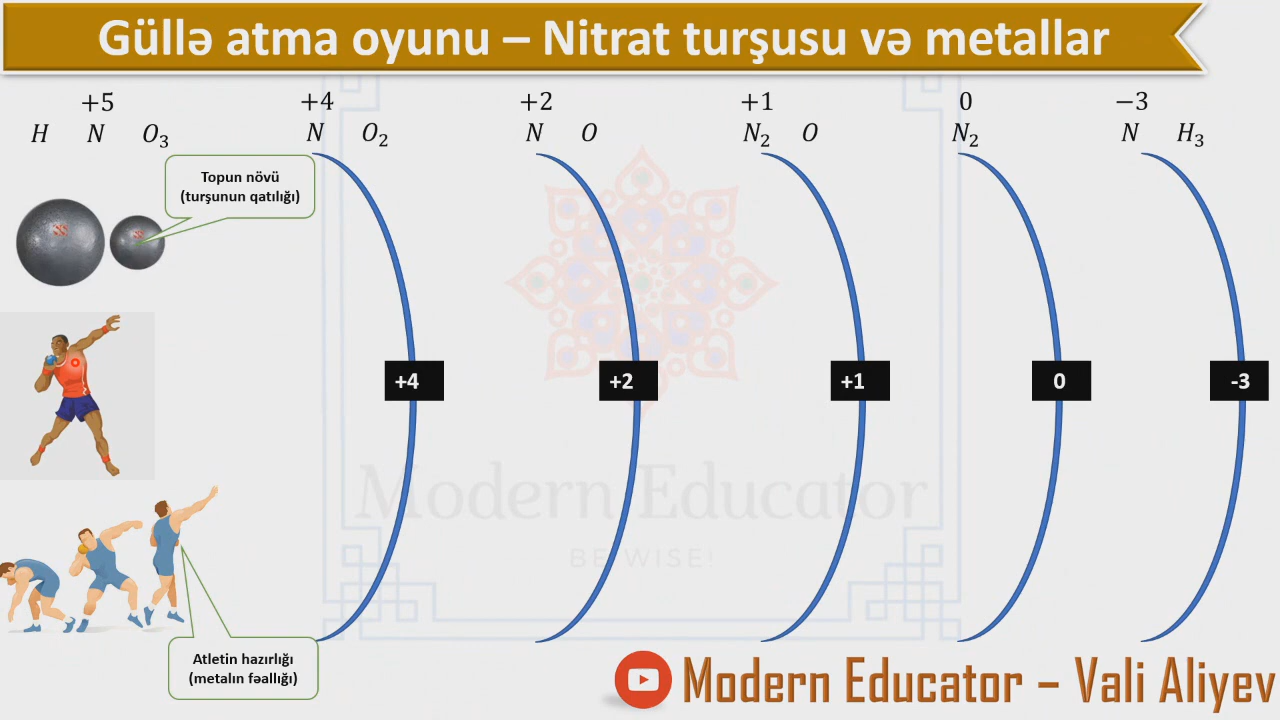 Güllə atma oyunu – Nitrat turşusu və metallar
+5 +4 +2 +1 0 −3
H N O₃ N O₂ N O N₂ O N₂ N H₃
Topun növü
(turşunun qatılığı)
+4 +2 +1 0 -3
Modern Educator
BE WISE!
Atletin hazırlığı
(metalın fəallığı)
Modern Educator – Vali Aliyev